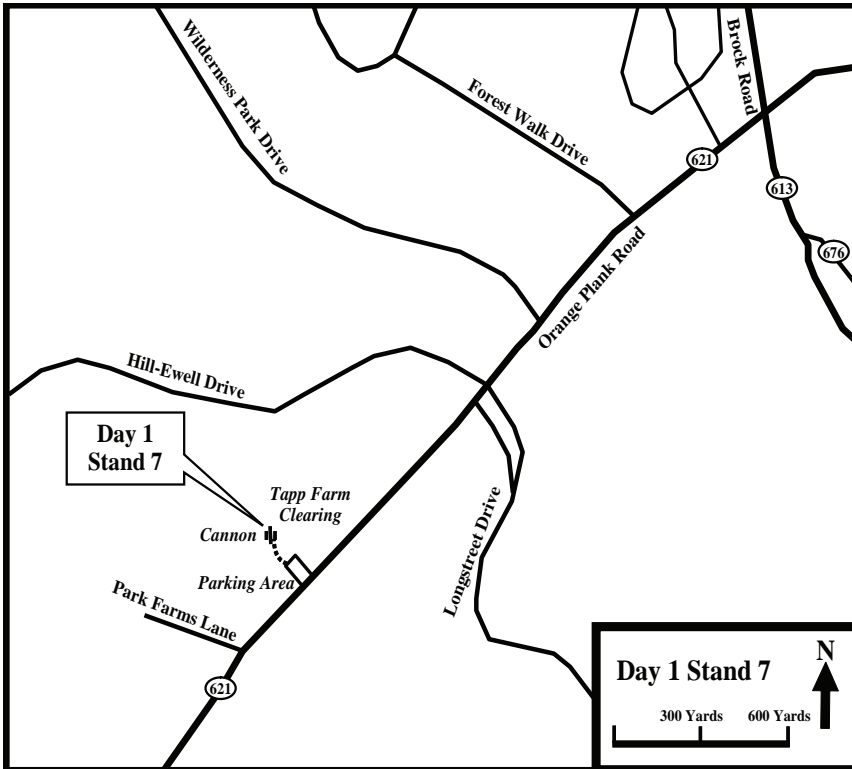 Wilderness Park Drive
Forest Walk Drive
Brock Road
621
613
676
Orange Plank Road
Hill-Ewell Drive
Day 1
Stand 7
Tapp Farm
Clearing
Cannon
Parking Area
Longstreet Drive
Park Farms Lane
621
Day 1 Stand 7
N
300 Yards
600 Yards